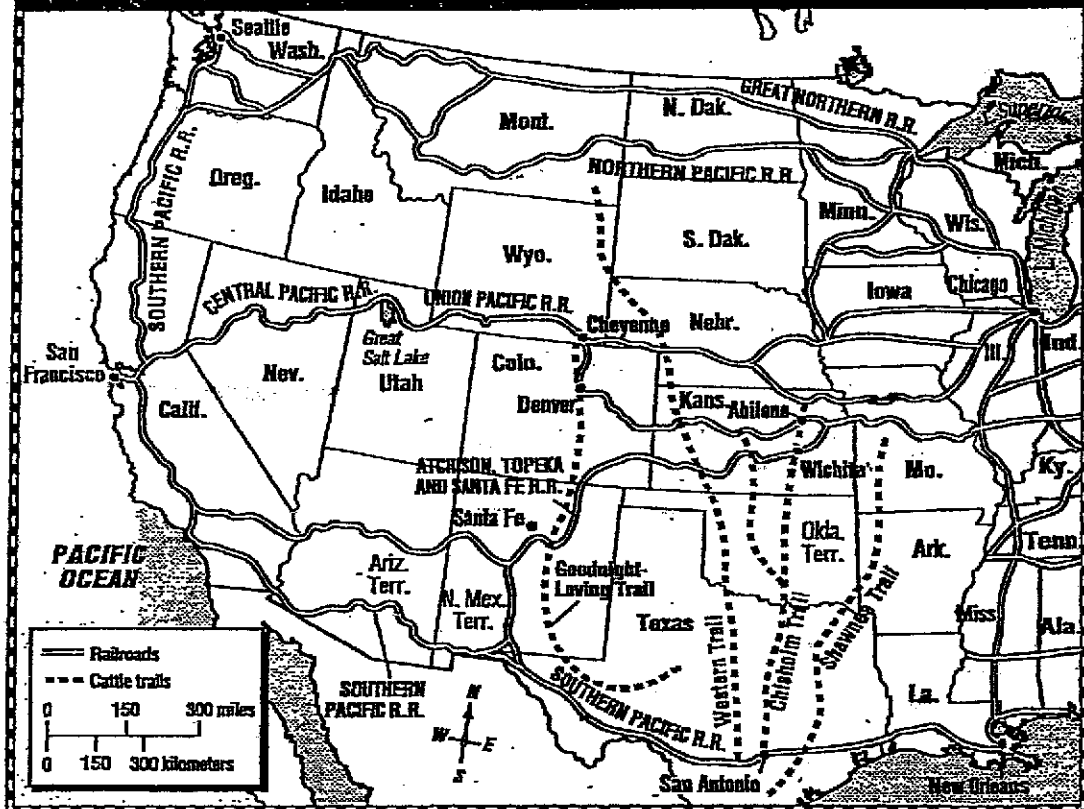 Seattle
Wash.
Mont.
N. Dak.
GREAT NORTHERN R.R.
Superior
Mich.
NORTHERN PACIFIC R.R.
Oreg.
Idaho
SOUTHERN PACIFIC R.R.
Minn.
Wis.
L. Michigan
S. Dak.
Wyo.
CENTRAL PACIFIC R.R.
UNION PACIFIC R.R.
Iowa
Chicago
Cheyenne
Nebr.
Great
Salt Lake
San
Francisco
Nev.
Utah
Colo.
Ill.
Ind.
Calif.
Denver
Kans.
Abilene
ATCHISON, TOPEKA
AND SANTA FE R.R.
Wichita
Mo.
Ky.
Santa Fe
PACIFIC
OCEAN
Ariz.
Terr.
N. Mex.
Terr.
Goodnight-
Loving Trail
Okla.
Terr.
Ark.
Tenn.
Texas
Western Trail
Chisholm Trail
Shawnee Trail
Miss.
Ala.
La.
Railroads
Cattle trails
0 150 300 miles
0 150 300 kilometers
SOUTHERN
PACIFIC R.R.
N
W E
S
SOUTHERN PACIFIC R.R.
San Antonio
New Orleans